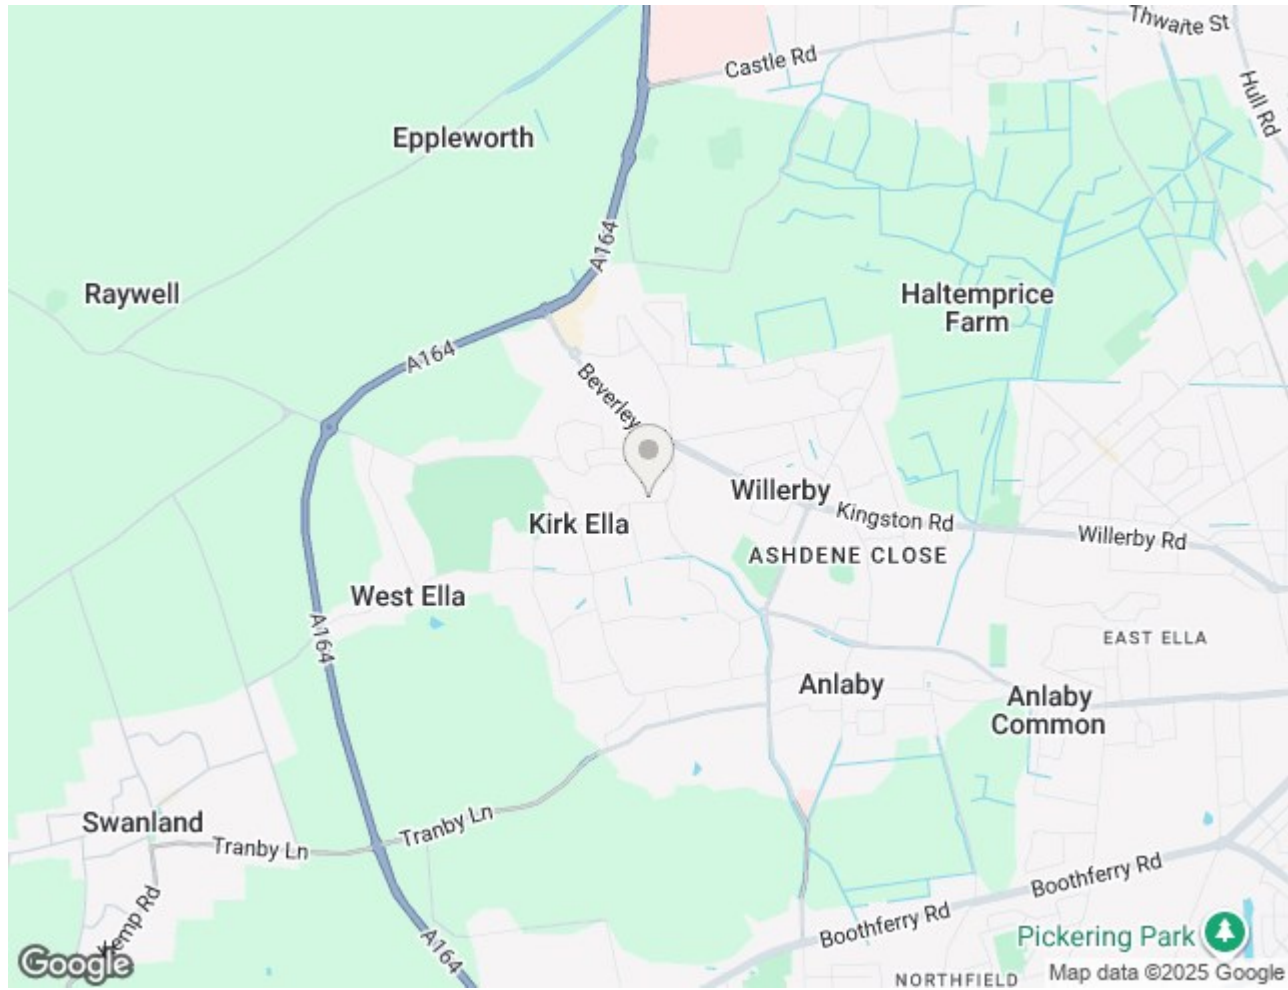 Thwaite St
Castle Rd
Hull Rd
Eppleworth
A164
Raywell
Haltemprice
Farm
A164
Beverley
Willerby
Kingston Rd
Willerby Rd
Kirk Ella
ASHDENE CLOSE
West Ella
A164
EAST ELLA
Anlaby
Anlaby
Common
Swanland
Tranby Ln
Tranby Ln
Kemp Rd
Boothferry Rd
Boothferry Rd
A164
Pickering Park
NORTHFIELD
Google
Map data ©2025 Google